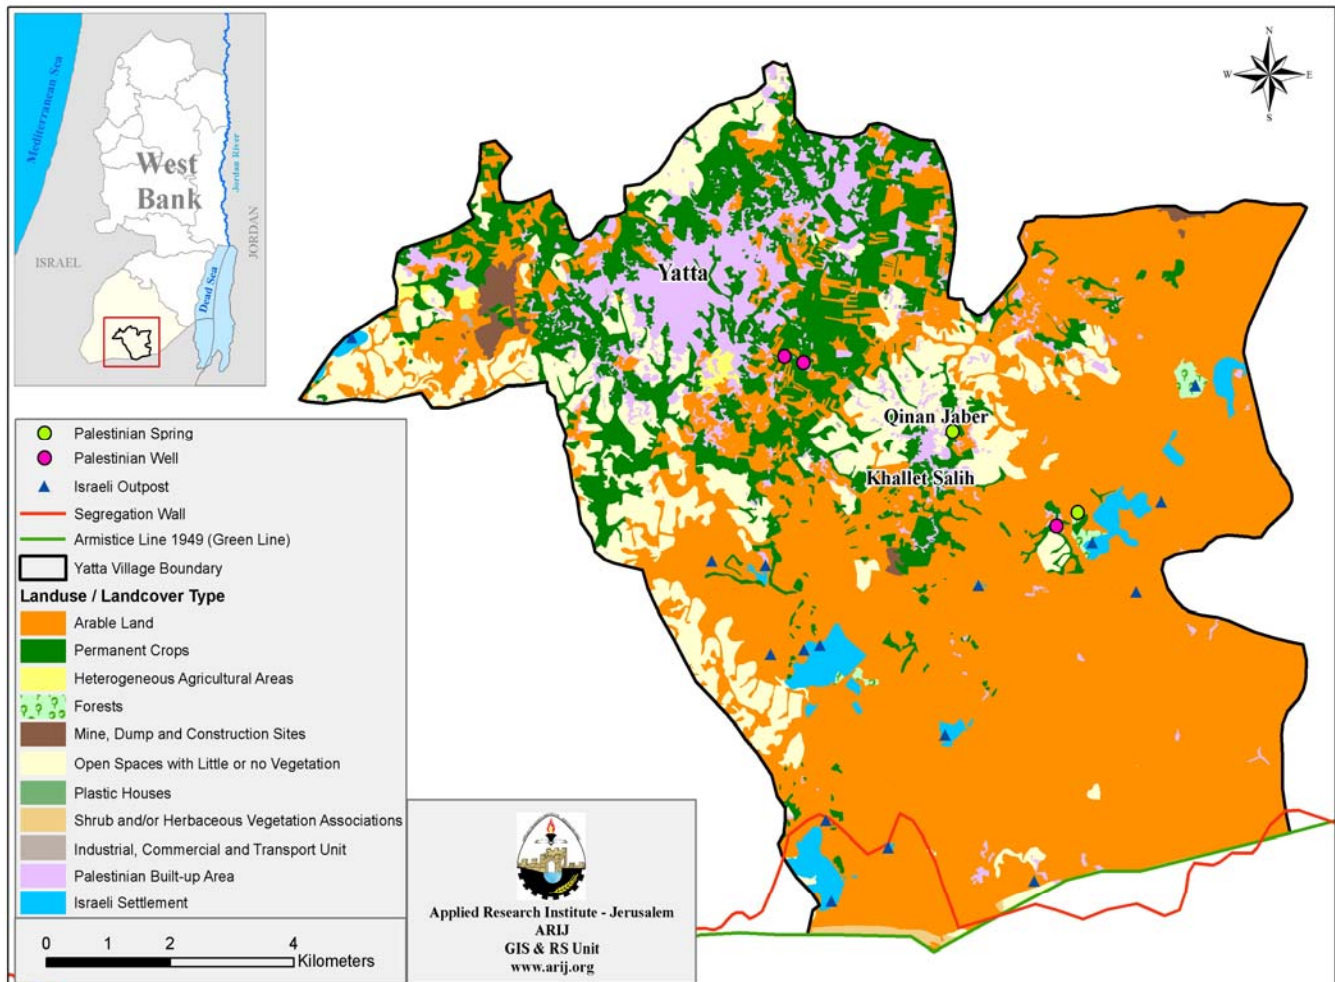 Mediterranean Sea
West
Bank
Jordan River
ISRAEL
JORDAN
Dead Sea
N
W
E
S
Yatta
Qinan Jaber
Khallet Salih
Palestinian Spring
Palestinian Well
Israeli Outpost
Segregation Wall
Armistice Line 1949 (Green Line)
Yatta Village Boundary
Landuse / Landcover Type
Arable Land
Permanent Crops
Heterogeneous Agricultural Areas
Forests
Mine, Dump and Construction Sites
Open Spaces with Little or no Vegetation
Plastic Houses
Shrub and/or Herbaceous Vegetation Associations
Industrial, Commercial and Transport Unit
Palestinian Built-up Area
Israeli Settlement
0 1 2 4
Kilometers
Applied Research Institute - Jerusalem
ARIJ
GIS & RS Unit
www.arij.org